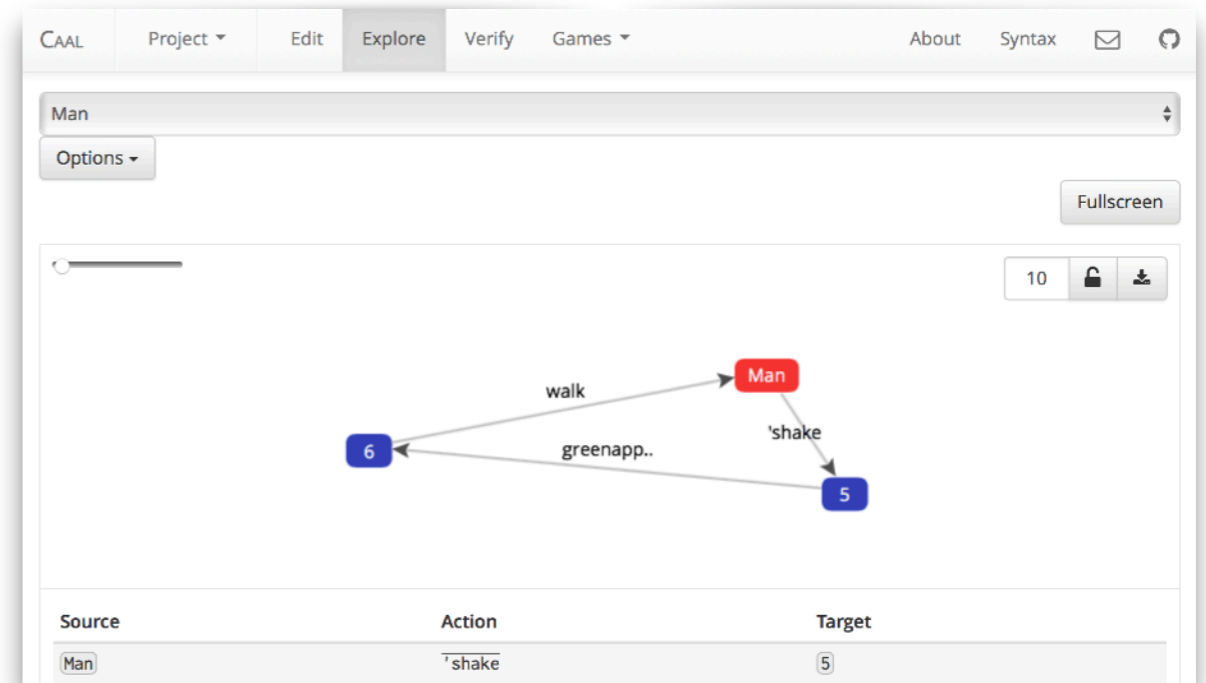 CAAL Project Edit Explore Verify Games About Syntax
Man
Options
Fullscreen
10
Man
walk
'shake
greenapp..
6
5
Source Action Target
Man 'shake 5